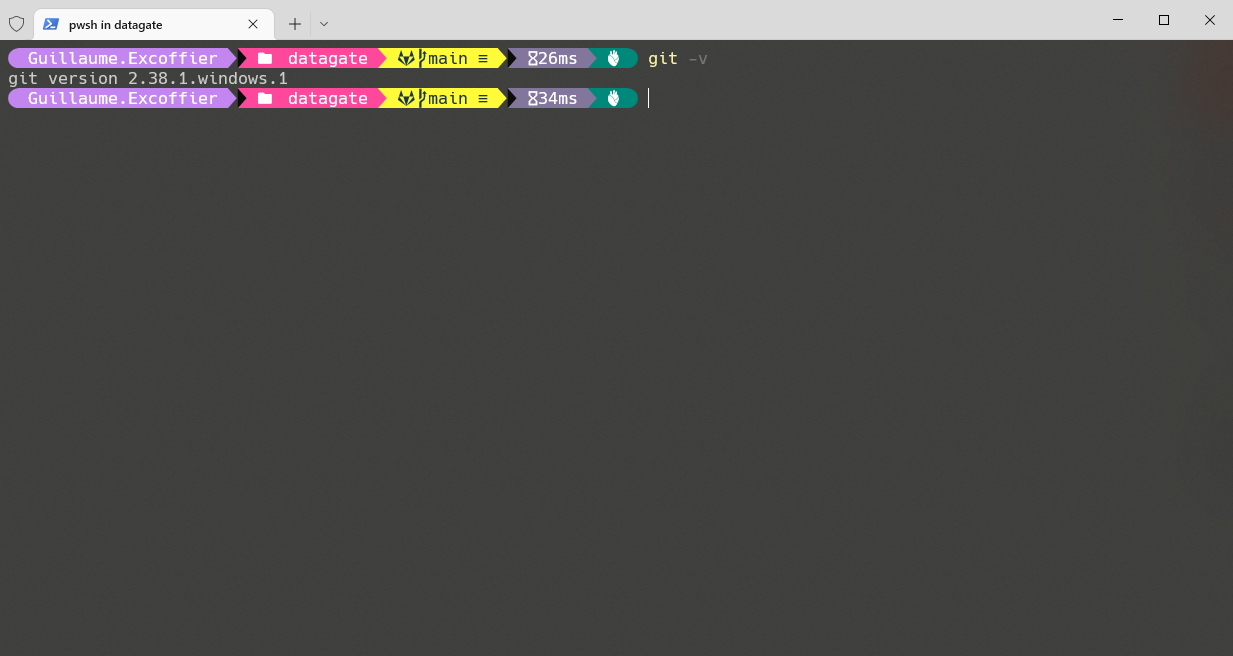 pwsh in datagate
Guillaume.Excoffier datagate main ≡ 26ms git -v
git version 2.38.1.windows.1
Guillaume.Excoffier datagate main ≡ 34ms